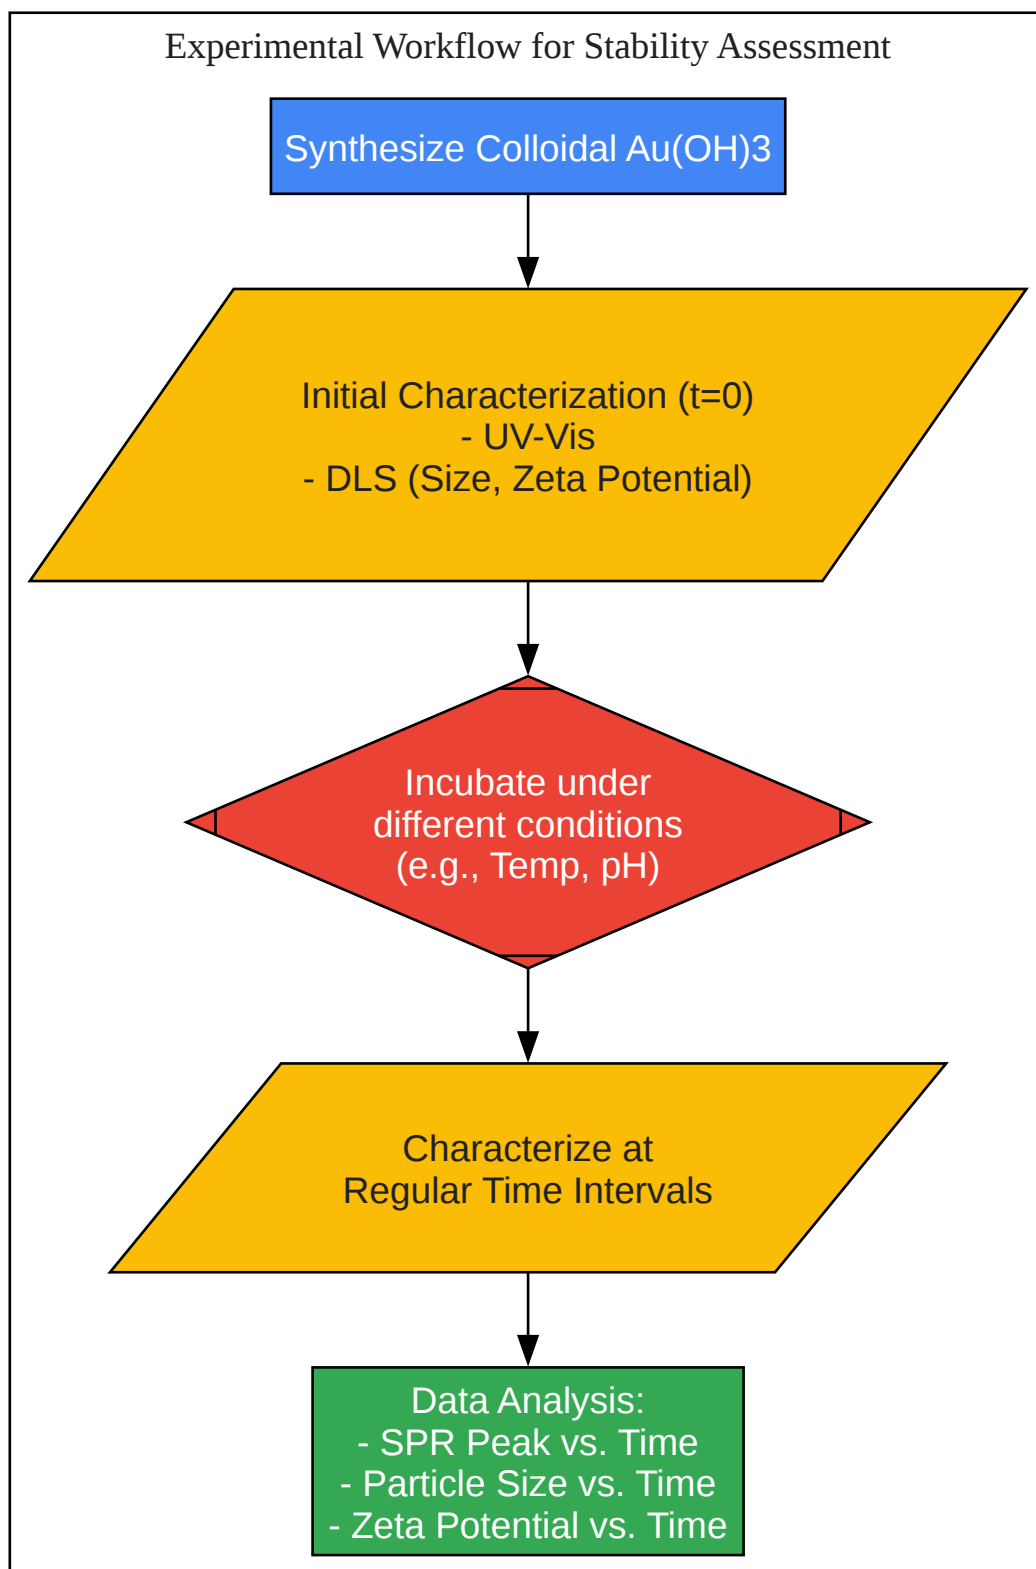 Experimental Workflow for Stability Assessment
Synthesize Colloidal Au(OH)3
Initial Characterization (t=0)
- UV-Vis
- DLS (Size, Zeta Potential)
Incubate under
different conditions
(e.g., Temp, pH)
Characterize at
Regular Time Intervals
Data Analysis:
- SPR Peak vs. Time
- Particle Size vs. Time
- Zeta Potential vs. Time